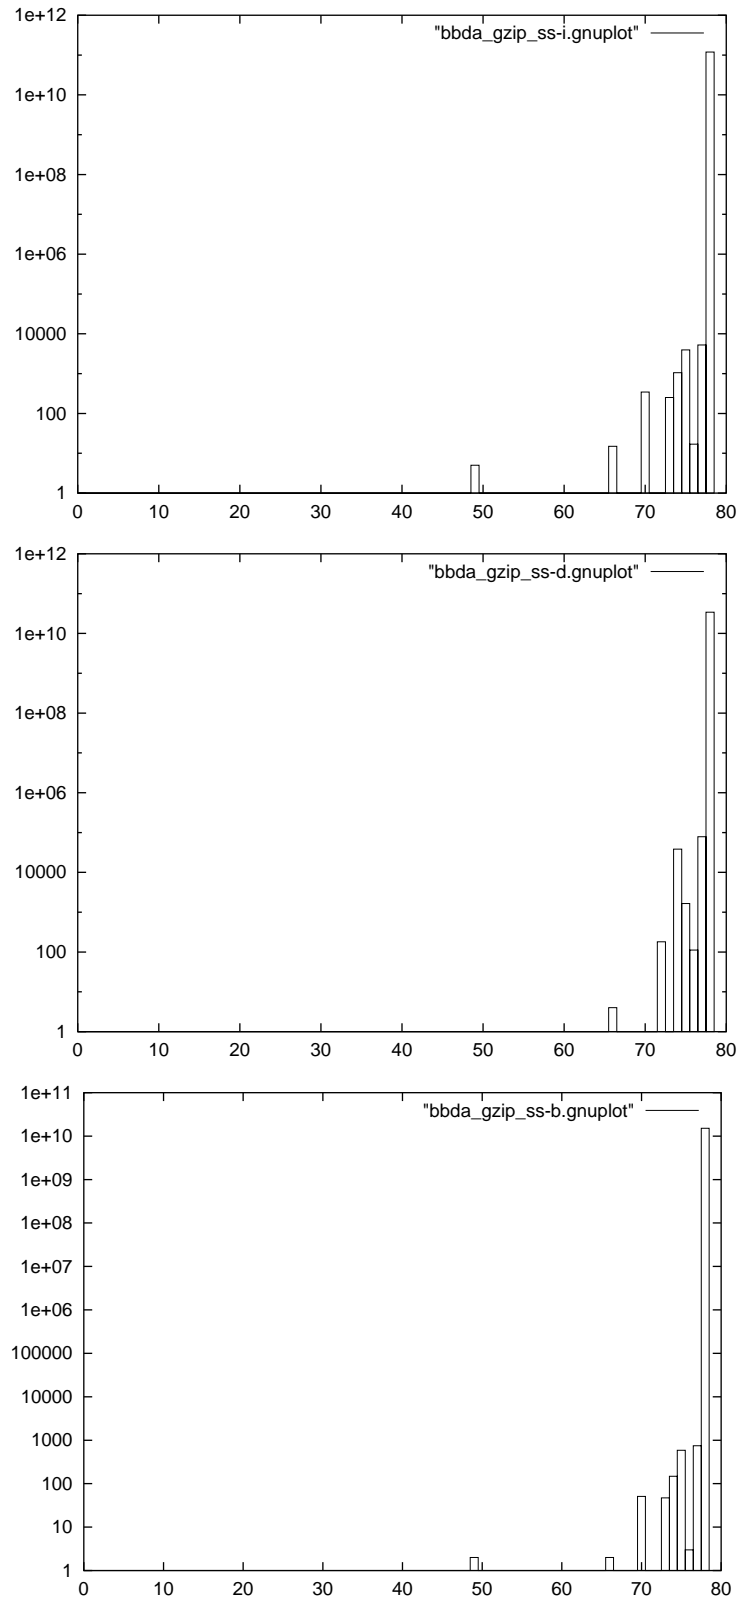 1e+12
"bbda_gzip_ss-i.gnuplot"
1e+10
1e+08
1e+06
10000
100
1
0 10 20 30 40 50 60 70 80
1e+12
"bbda_gzip_ss-d.gnuplot"
1e+10
1e+08
1e+06
10000
100
1
0 10 20 30 40 50 60 70 80
1e+11
"bbda_gzip_ss-b.gnuplot"
1e+10
1e+09
1e+08
1e+07
1e+06
100000
10000
1000
100
10
1
0 10 20 30 40 50 60 70 80